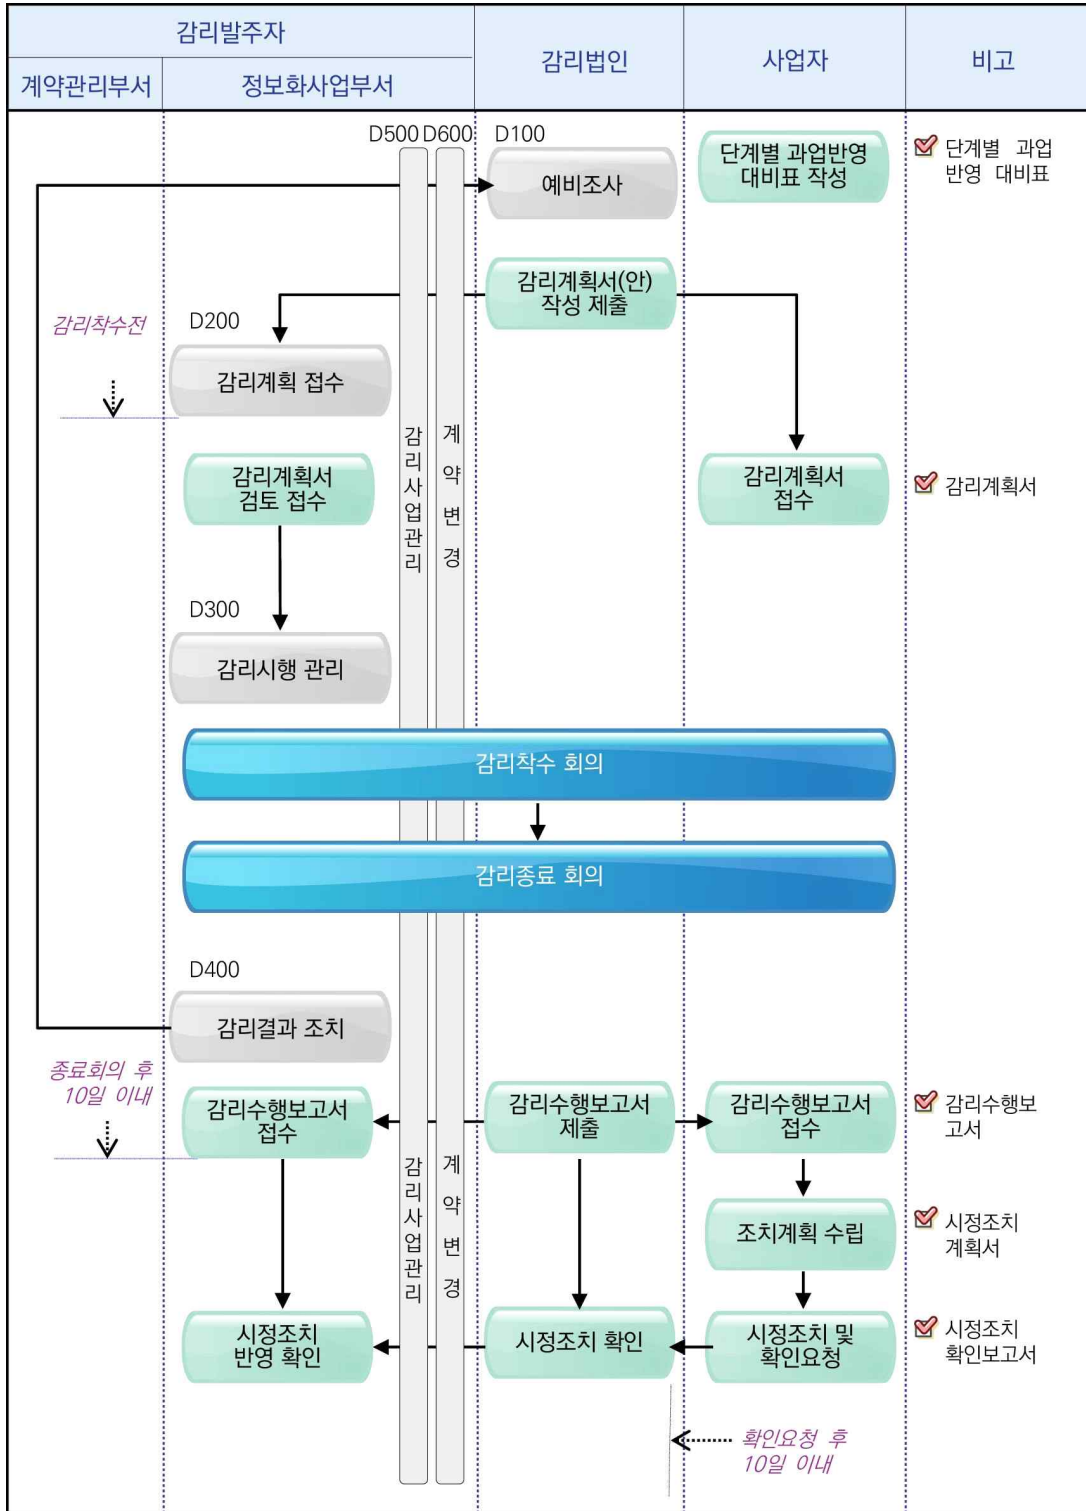 감리발주자
감리법인
사업자
비고
계약관리부서
정보화사업부서
D500
D600
D100
예비조사
단계별 과업반영
대비표 작성
단계별 과업
반영 대비표
감리계획서(안)
작성 제출
감리착수전
D200
감리계획 접수
감리사업관리
계약변경
감리계획서
검토 접수
감리계획서
접수
감리계획서
D300
감리시행 관리
감리착수 회의
감리종료 회의
D400
감리결과 조치
종료회의 후
10일 이내
감리수행보고서
접수
감리수행보고서
제출
감리수행보고서
접수
감리수행보
고서
감리사업관리
계약변경
조치계획 수립
시정조치
계획서
시정조치
반영 확인
시정조치 확인
시정조치 및
확인요청
시정조치
확인보고서
확인요청 후
10일 이내